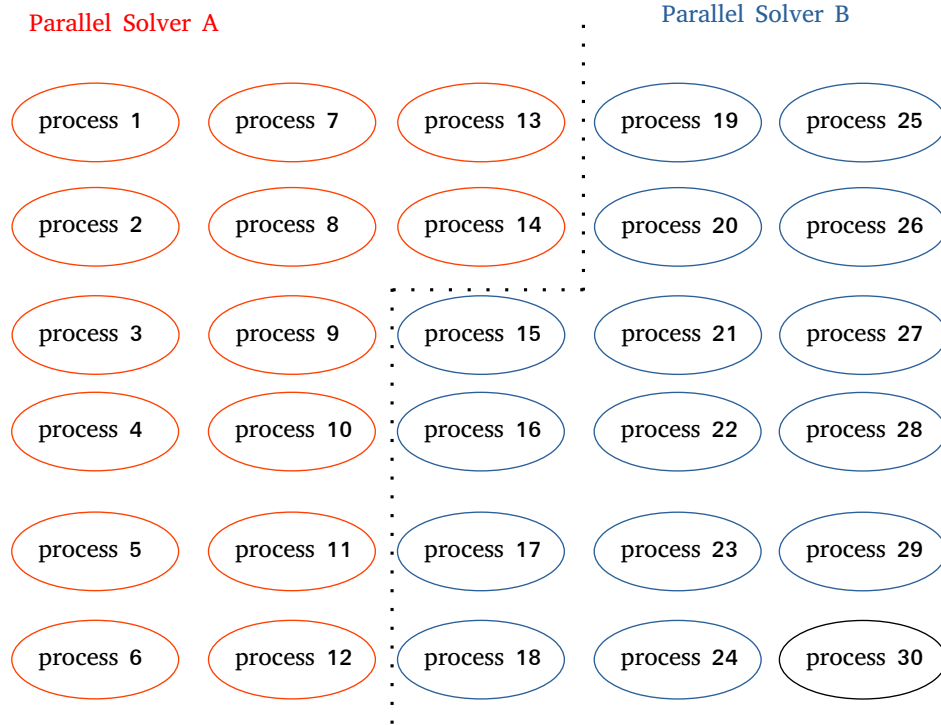 Parallel Solver A
Parallel Solver B
process 1
process 7
process 13
process 19
process 25
process 2
process 8
process 14
process 20
process 26
process 3
process 9
process 15
process 21
process 27
process 4
process 10
process 16
process 22
process 28
process 5
process 11
process 17
process 23
process 29
process 6
process 12
process 18
process 24
process 30